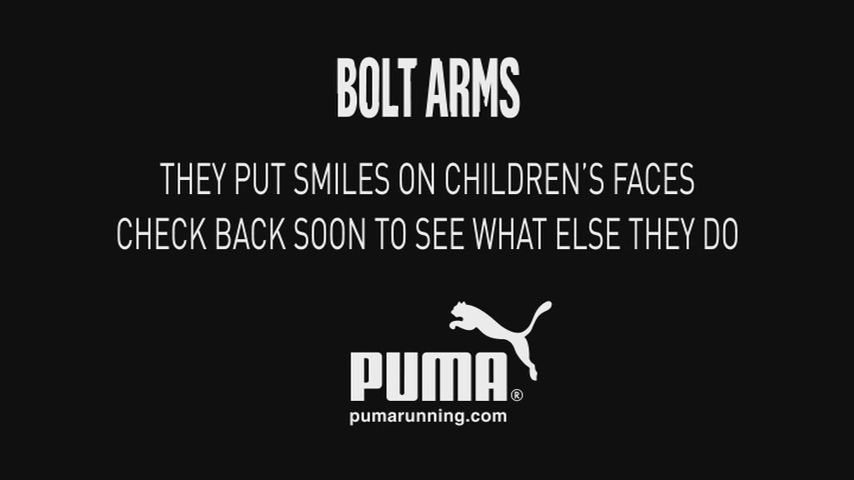 BOLT ARMS
THEY PUT SMILES ON CHILDREN'S FACES
CHECK BACK SOON TO SEE WHAT ELSE THEY DO
PUMA®
pumarunning.com